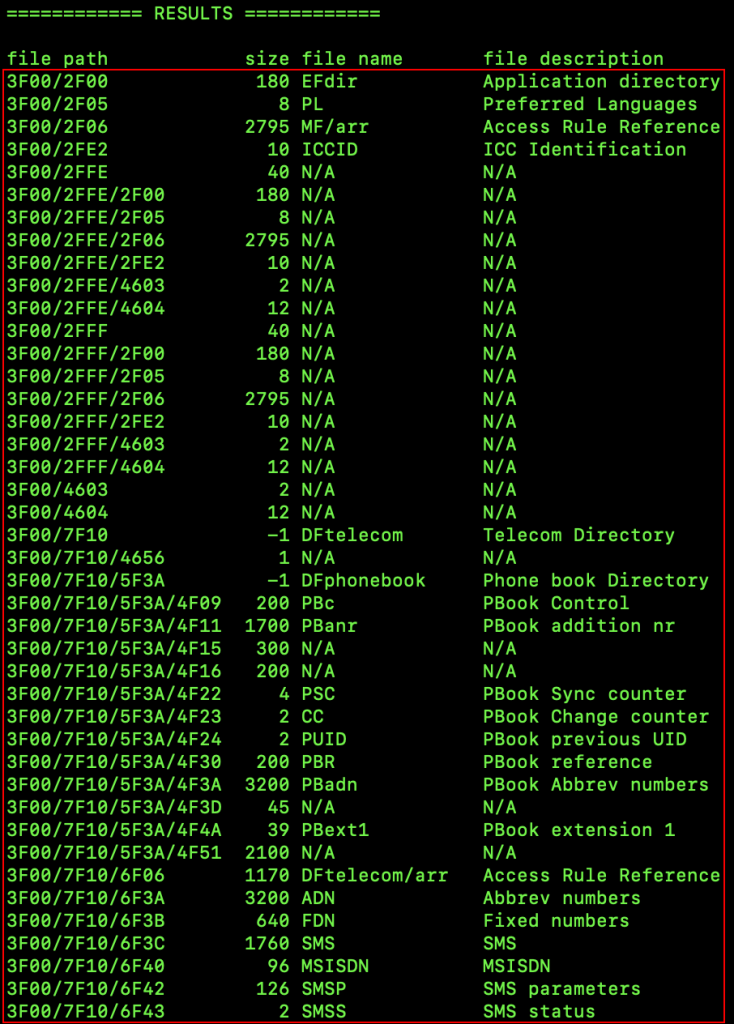 ============ RESULTS ============
file path size file name file description
3F00/2F00 180 EFdir Application directory
3F00/2F05 8 PL Preferred Languages
3F00/2F06 2795 MF/arr Access Rule Reference
3F00/2FE2 10 ICCID ICC Identification
3F00/2FFE 40 N/A N/A
3F00/2FFE/2F00 180 N/A N/A
3F00/2FFE/2F05 8 N/A N/A
3F00/2FFE/2F06 2795 N/A N/A
3F00/2FFE/2FE2 10 N/A N/A
3F00/2FFE/4603 2 N/A N/A
3F00/2FFE/4604 12 N/A N/A
3F00/2FFF 40 N/A N/A
3F00/2FFF/2F00 180 N/A N/A
3F00/2FFF/2F05 8 N/A N/A
3F00/2FFF/2F06 2795 N/A N/A
3F00/2FFF/2FE2 10 N/A N/A
3F00/2FFF/4603 2 N/A N/A
3F00/2FFF/4604 12 N/A N/A
3F00/4603 2 N/A N/A
3F00/4604 12 N/A N/A
3F00/7F10 -1 DFtelecom Telecom Directory
3F00/7F10/4656 1 N/A N/A
3F00/7F10/5F3A -1 DFphonebook Phone book Directory
3F00/7F10/5F3A/4F09 200 PBc PBook Control
3F00/7F10/5F3A/4F11 1700 PBanr PBook addition nr
3F00/7F10/5F3A/4F15 300 N/A N/A
3F00/7F10/5F3A/4F16 200 N/A N/A
3F00/7F10/5F3A/4F22 4 PSC PBook Sync counter
3F00/7F10/5F3A/4F23 2 CC PBook Change counter
3F00/7F10/5F3A/4F24 2 PUID PBook previous UID
3F00/7F10/5F3A/4F30 200 PBR PBook reference
3F00/7F10/5F3A/4F3A 3200 PBadn PBook Abbrev numbers
3F00/7F10/5F3A/4F3D 45 N/A N/A
3F00/7F10/5F3A/4F4A 39 PBext1 PBook extension 1
3F00/7F10/5F3A/4F51 2100 N/A N/A
3F00/7F10/6F06 1170 DFtelecom/arr Access Rule Reference
3F00/7F10/6F3A 3200 ADN Abbrev numbers
3F00/7F10/6F3B 640 FDN Fixed numbers
3F00/7F10/6F3C 1760 SMS SMS
3F00/7F10/6F40 96 MSISDN MSISDN
3F00/7F10/6F42 126 SMSP SMS parameters
3F00/7F10/6F43 2 SMSS SMS status